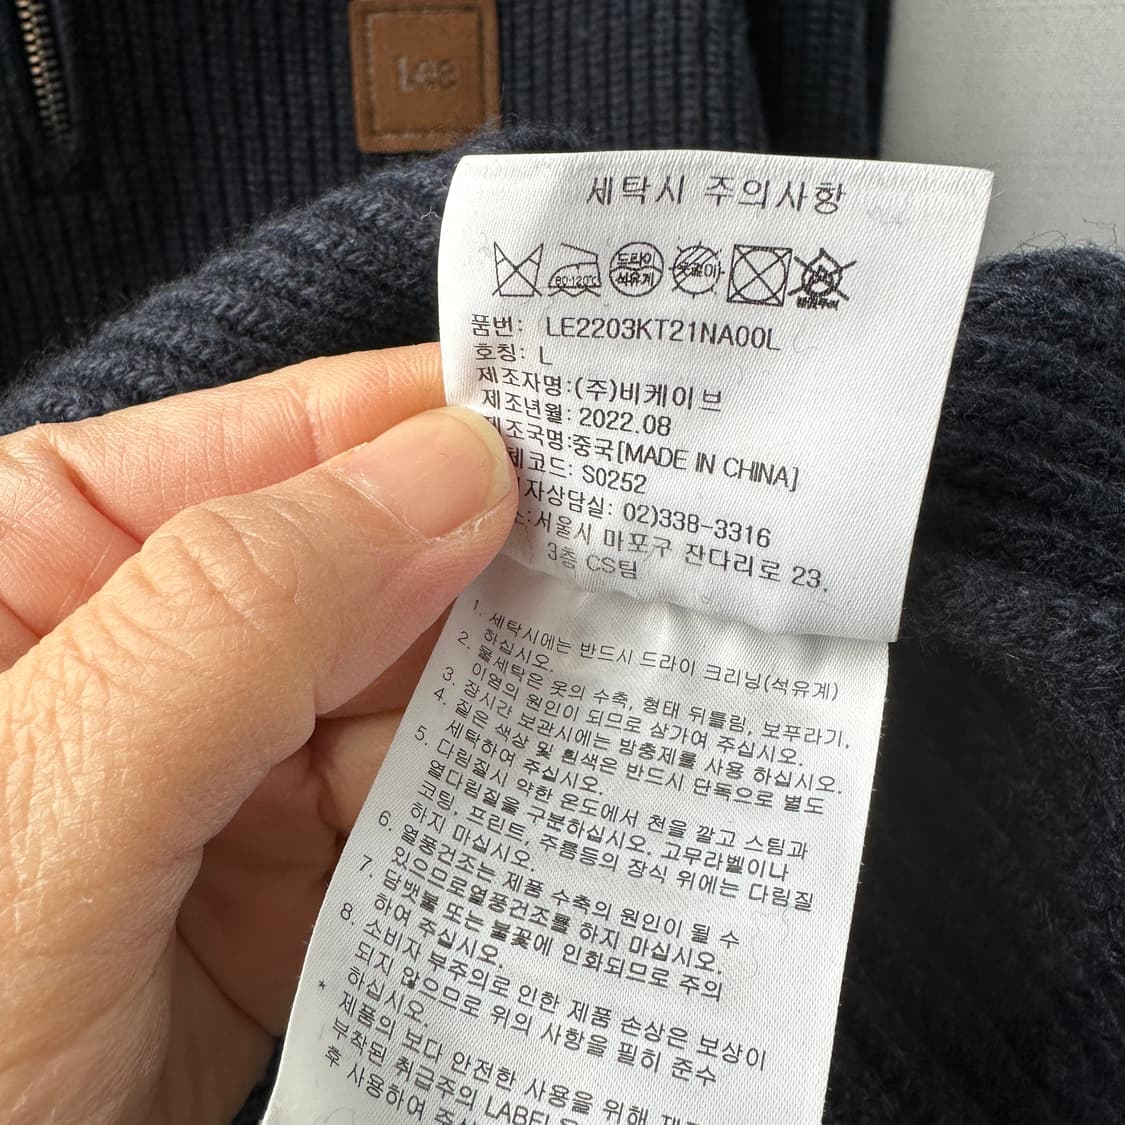 Lee
세탁시 주의사항
80-120℃
드라이
석유계
품번: LE2203KT21NA00L
호칭: L
제조자명:(주)비케이브
제조년월: 2022.08
제조국명:중국[MADE IN CHINA]
체코드: S0252
자상담실: 02)338-3316
소:서울시 마포구 잔다리로 23.
3층 CS팀
1. 세탁시에는 반드시 드라이 크리닝(석유계)
하십시오.
2. 물세탁은 옷의 수축, 형태 뒤틀림, 보푸라기,
이염의 원인이 되므로 삼가여 주십시오.
3. 장시간 보관시에는 방충제를 사용 하십시오.
4. 짙은 색상 및 흰색은 반드시 단독으로 별도
세탁하여 주십시오.
5. 다림질시 약한 온도에서 천을 깔고 스팀과
열다림질을 구분하십시오. 고무라벨이나
코팅, 프린트, 주름등의 장식 위에는 다림질
하지 마십시오.
6. 열풍건조는 제품 수축의 원인이 될 수
있으므로열풍건조를 하지 마십시오.
7. 담뱃불 또는 불꽃에 인화되므로 주의
하여 주십시오.
8. 소비자 부주의로 인한 제품 손상은 보상이
되지 않으므로 위의 사항을 필히 준수
하십시오.
* 제품의 보다 안전한 사용을 위해
부착된 취급주의 LABEL
후 사용하여